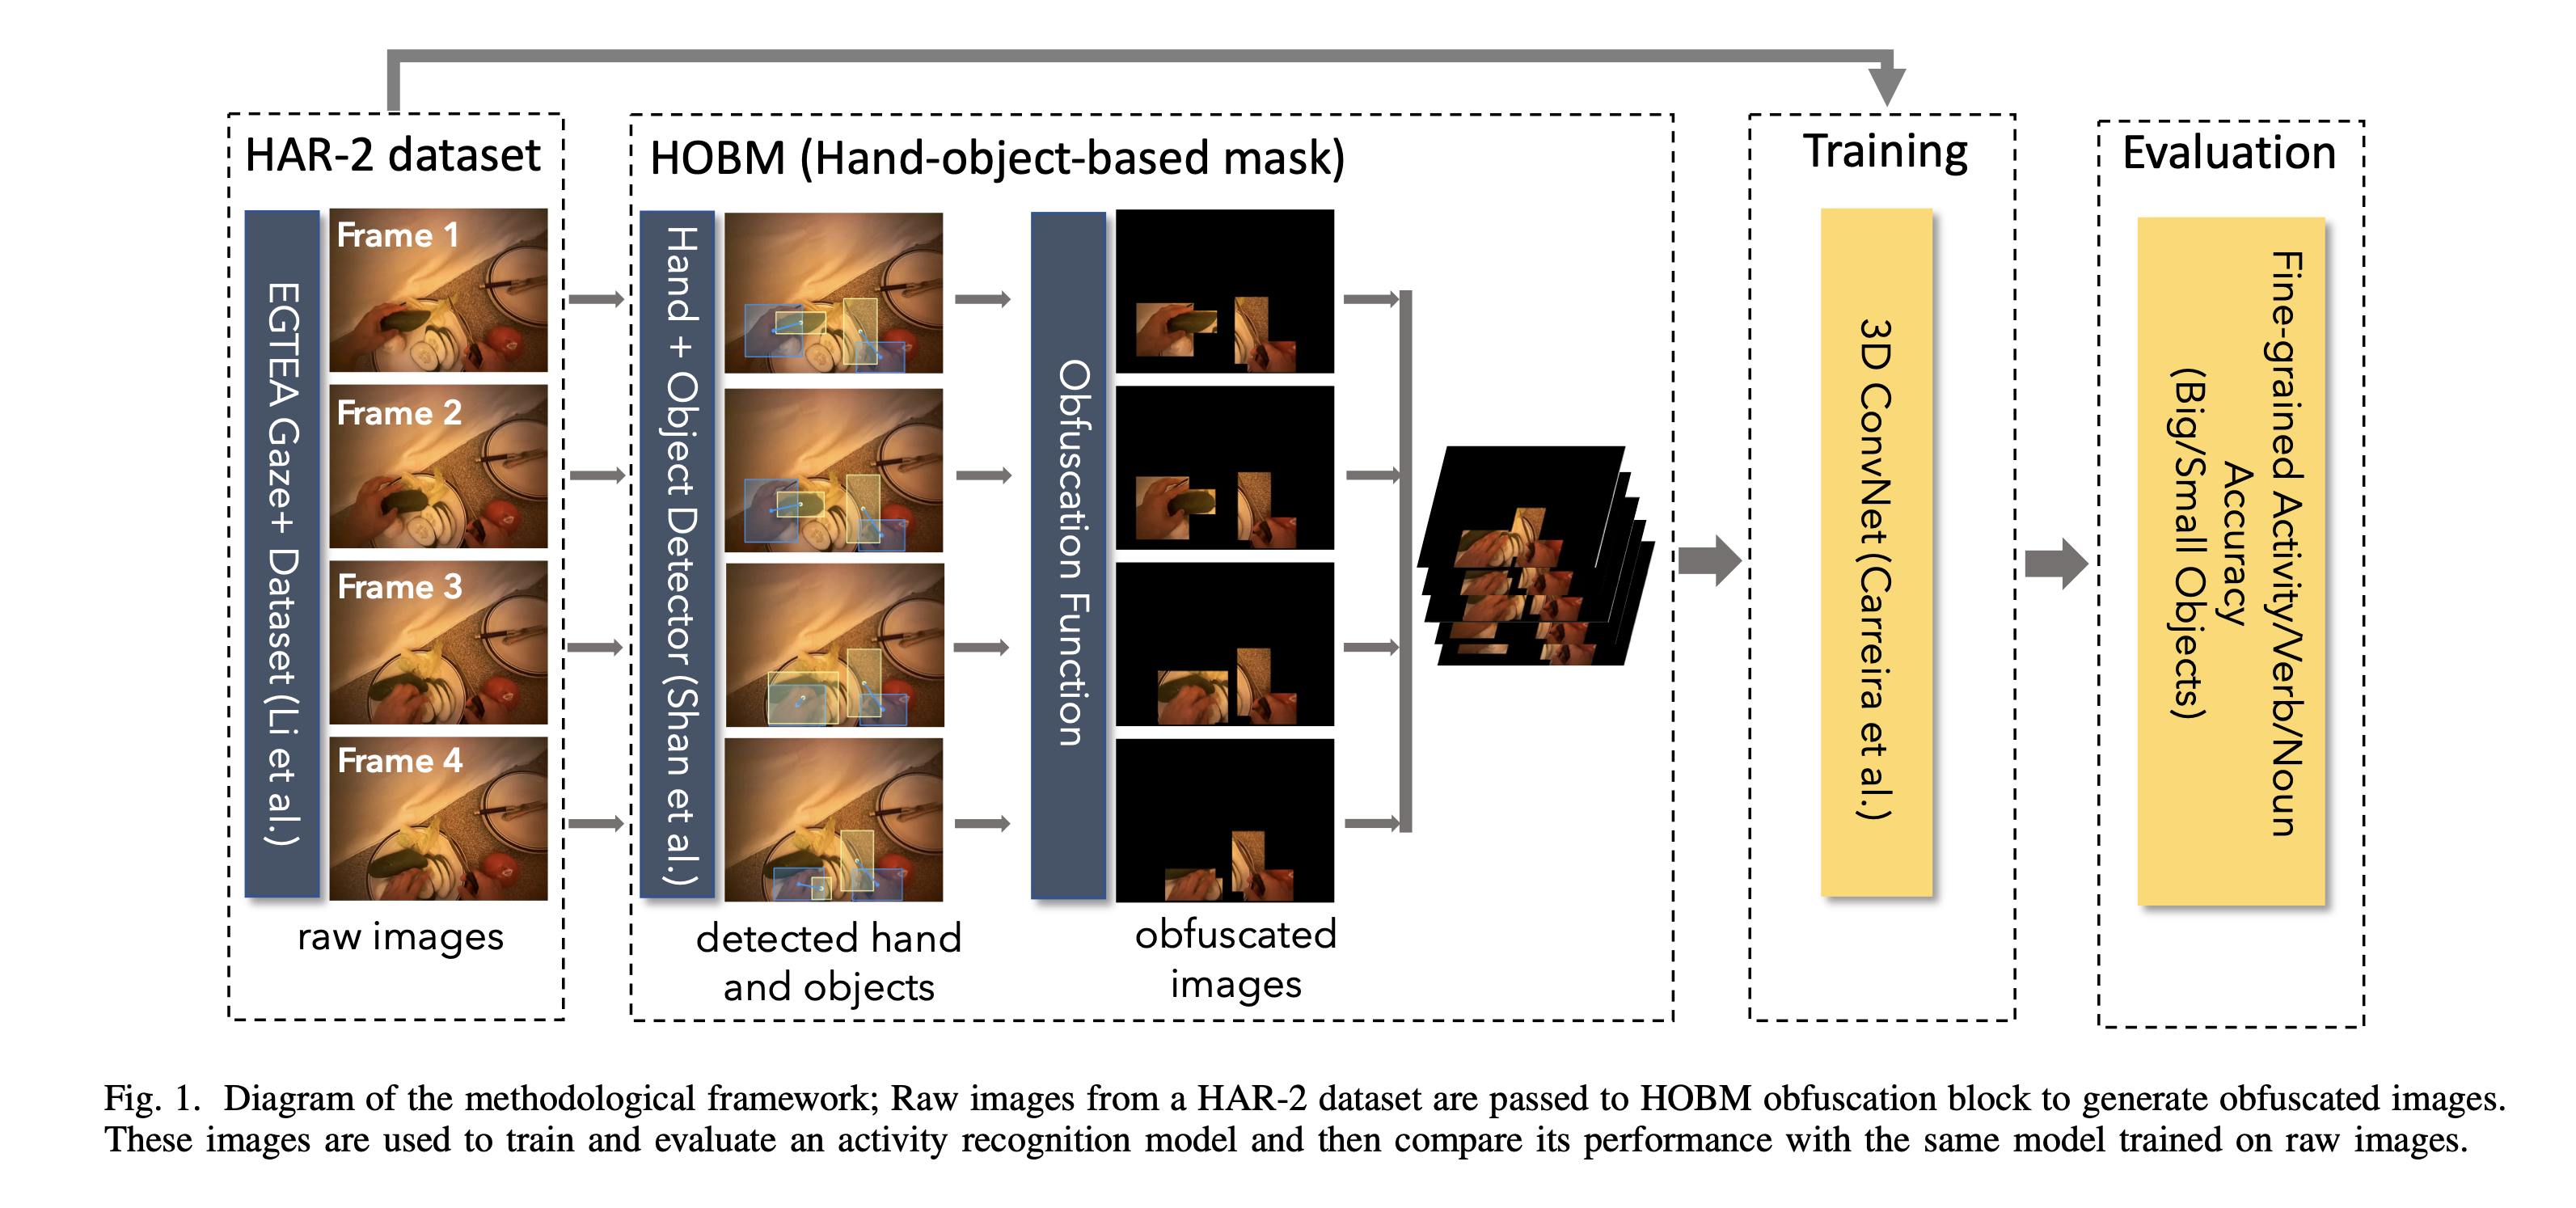 HAR-2 dataset
EGTEA Gaze+ Dataset (Li et al.)
Frame 1
Frame 2
Frame 3
Frame 4
raw images
HOBM (Hand-object-based mask)
Hand + Object Detector (Shan et al.)
detected hand
and objects
Obfuscation Function
obfuscated
images
Training
3D ConvNet (Carreira et al.)
Evaluation
Fine-grained Activity/Verb/Noun
Accuracy
(Big/Small Objects)
Fig. 1. Diagram of the methodological framework; Raw images from a HAR-2 dataset are passed to HOBM obfuscation block to generate obfuscated images.
These images are used to train and evaluate an activity recognition model and then compare its performance with the same model trained on raw images.